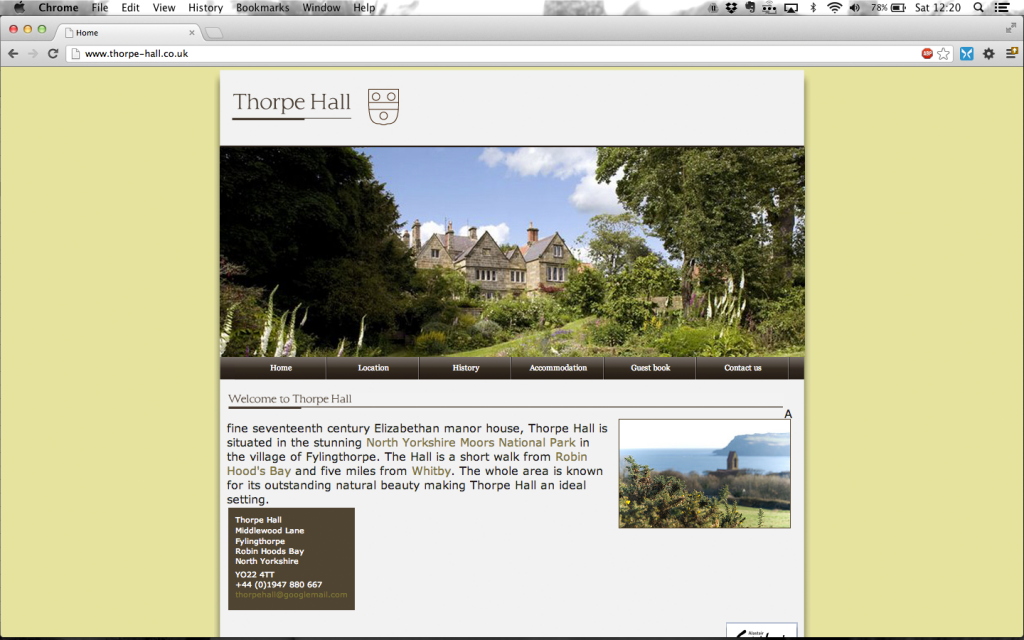 Chrome File Edit View History Bookmarks Window Help 78% Sat 12:20
Home
www.thorpe-hall.co.uk
ABP
Thorpe Hall
Home Location History Accommodation Guest book Contact us
Welcome to Thorpe Hall
A
fine seventeenth century Elizabethan manor house, Thorpe Hall is
situated in the stunning North Yorkshire Moors National Park in
the village of Fylingthorpe. The Hall is a short walk from Robin
Hood's Bay and five miles from Whitby. The whole area is known
for its outstanding natural beauty making Thorpe Hall an ideal
setting.
Thorpe Hall
Middlewood Lane
Fylingthorpe
Robin Hoods Bay
North Yorkshire
YO22 4TT
+44 (0)1947 880 667
thorpehall@googlemail.com
Alastair